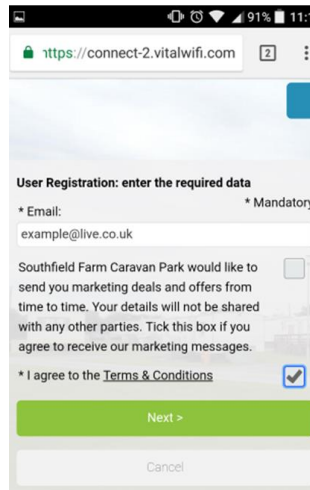 91% 11:
https://connect-2.vitalwifi.com 2
User Registration: enter the required data
* Mandatory
* Email:
example@live.co.uk
Southfield Farm Caravan Park would like to
send you marketing deals and offers from
time to time. Your details will not be shared
with any other parties. Tick this box if you
agree to receive our marketing messages.
* I agree to the Terms & Conditions
Next >
Cancel